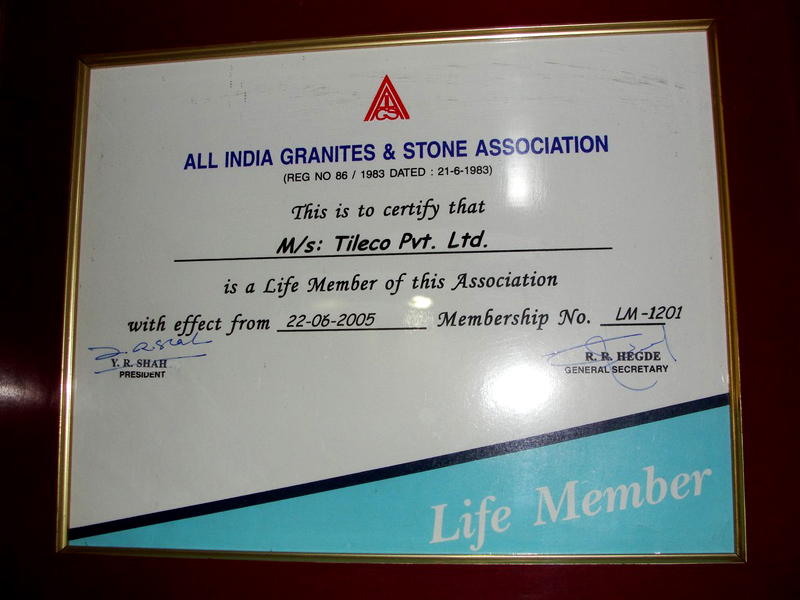 AIGSA
ALL INDIA GRANITES & STONE ASSOCIATION
(REG NO 86 / 1983 DATED : 21-6-1983)
This is to certify that
M/s: Tileco Pvt. Ltd.
is a Life Member of this Association
with effect from 22-06-2005 Membership No. LM-1201
Y. R. SHAH R. R. HEGDE
PRESIDENT GENERAL SECRETARY
Life Member